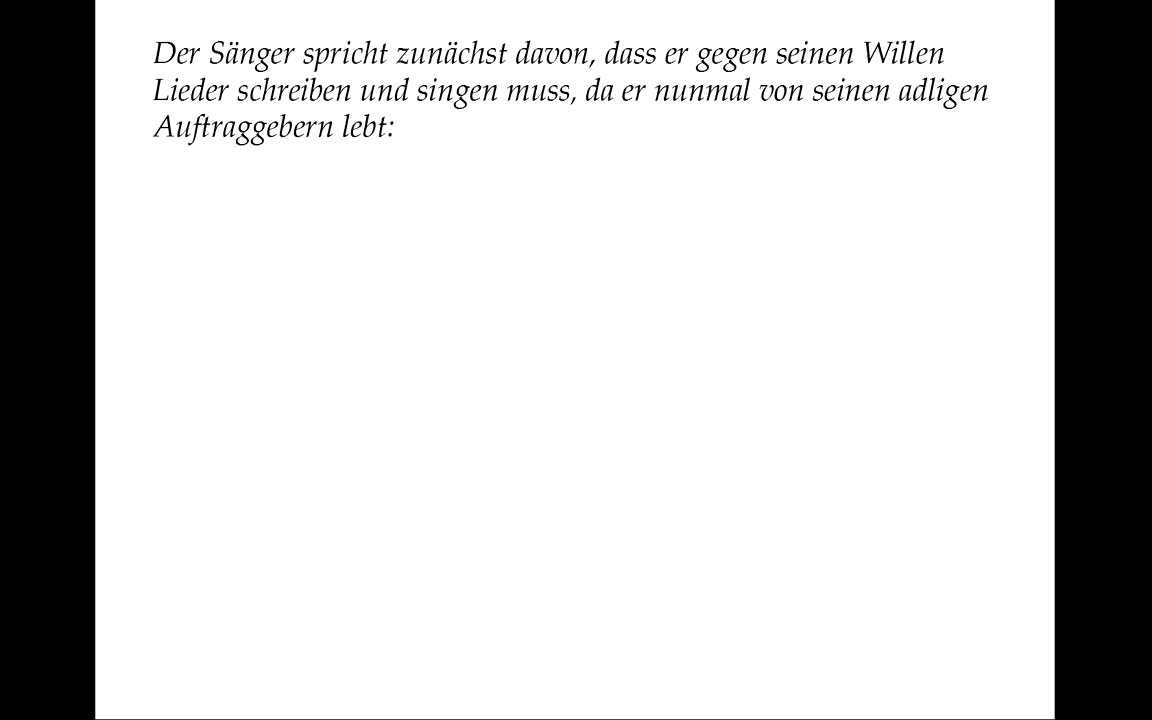 Der Sänger spricht zunächst davon, dass er gegen seinen Willen
Lieder schreiben und singen muss, da er nunmal von seinen adligen
Auftraggebern lebt: